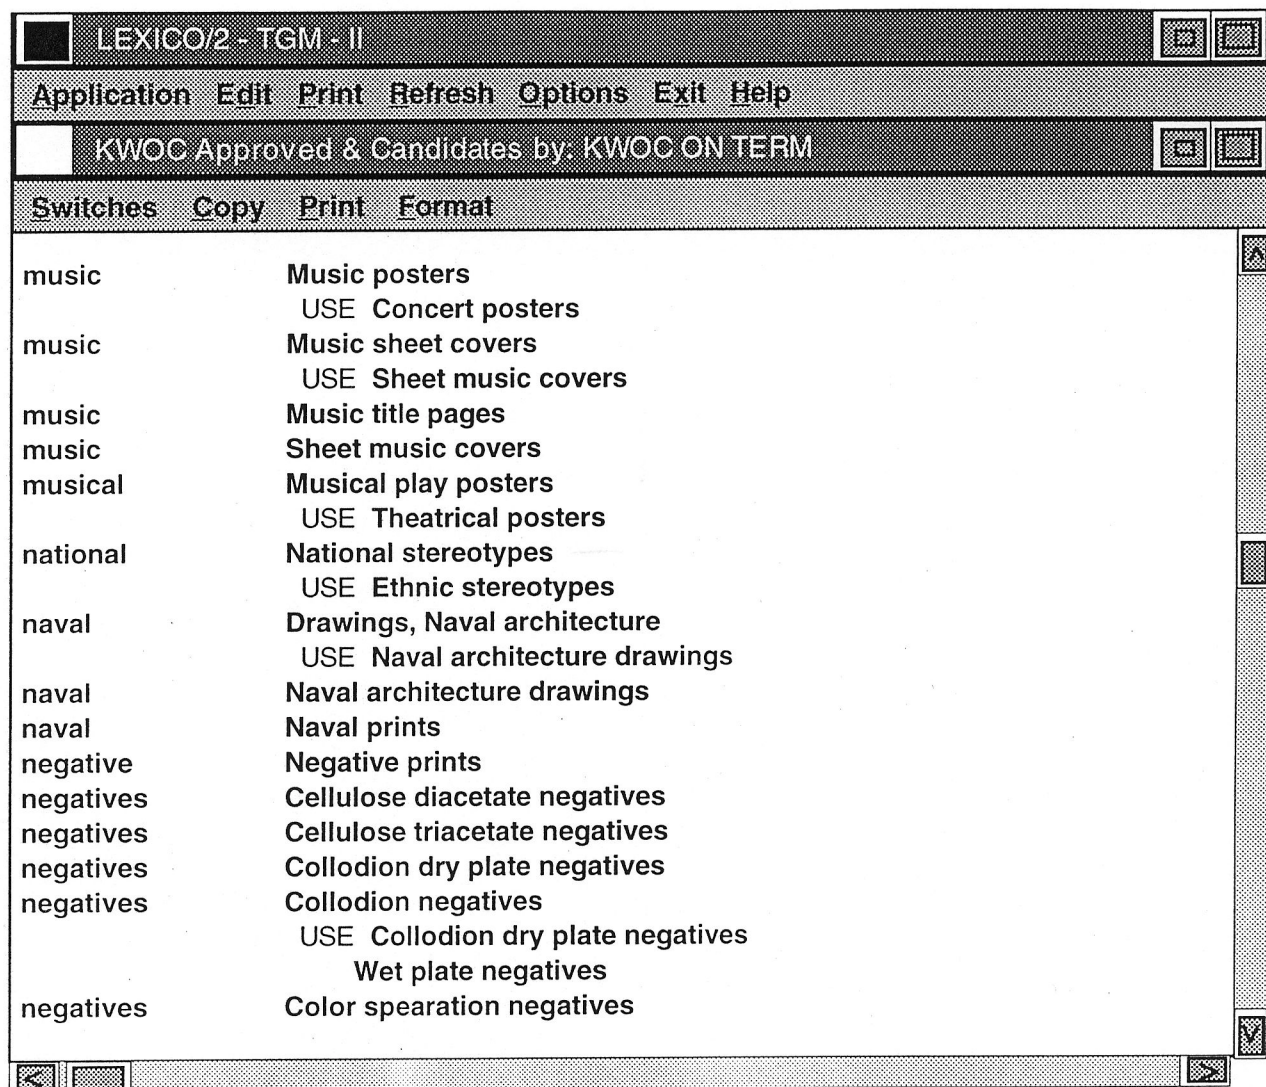 LEXICO/2 - TGM - II
Application Edit Print Refresh Options Exit Help
KWOC Approved & Candidates by: KWOC ON TERM
Switches Copy Print Format
music Music posters
USE Concert posters
music Music sheet covers
USE Sheet music covers
music Music title pages
music Sheet music covers
musical Musical play posters
USE Theatrical posters
national National stereotypes
USE Ethnic stereotypes
naval Drawings, Naval architecture
USE Naval architecture drawings
naval Naval architecture drawings
naval Naval prints
negative Negative prints
negatives Cellulose diacetate negatives
negatives Cellulose triacetate negatives
negatives Collodion dry plate negatives
negatives Collodion negatives
USE Collodion dry plate negatives
Wet plate negatives
negatives Color spearation negatives